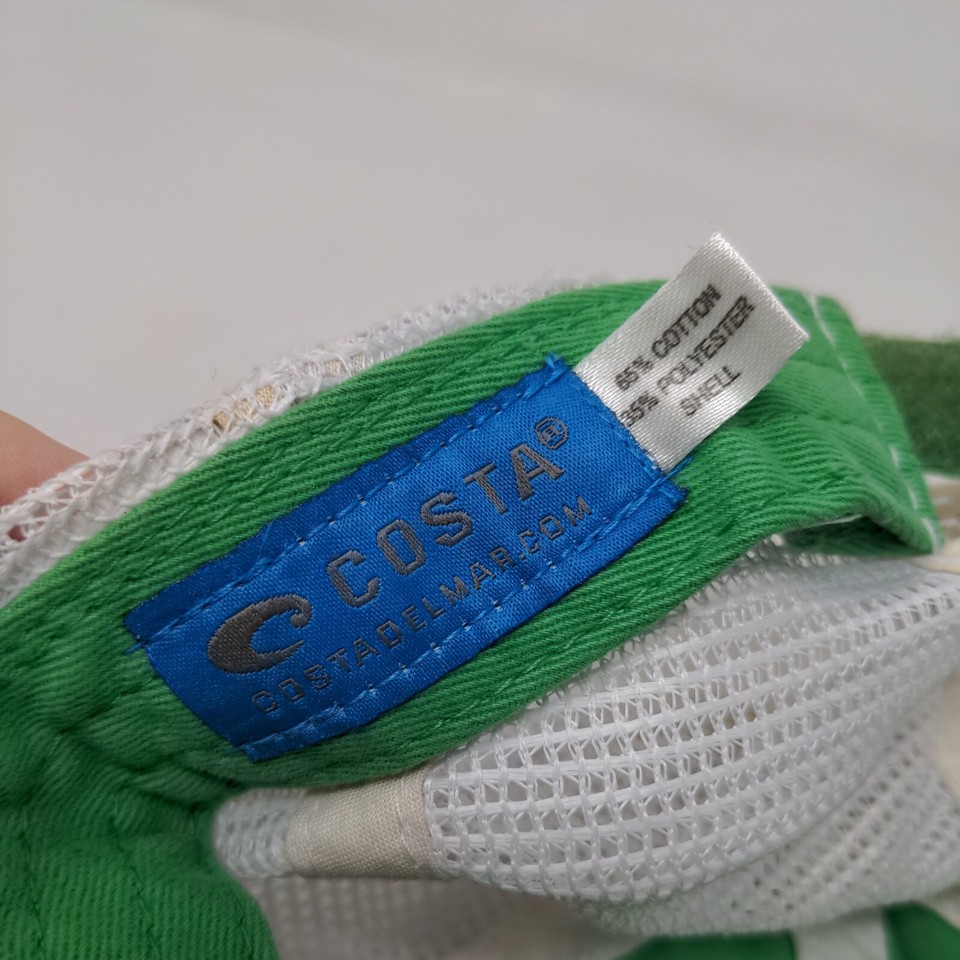 COSTA®
COSTADELMAR.COM
65% COTTON
35% POLYESTER
SHELL